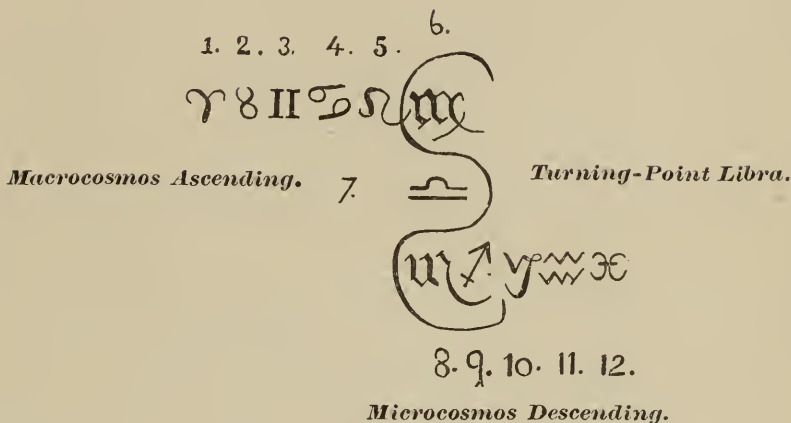 6.
1. 2. 3. 4. 5.
♈ ♉ ♊ ♋ ♌ ♍
Macrocosmos Ascending. 7. ♎ Turning-Point Libra.
♏ ♐ ♑ ♒ ♓
8. 9. 10. 11. 12.
Microcosmos Descending.